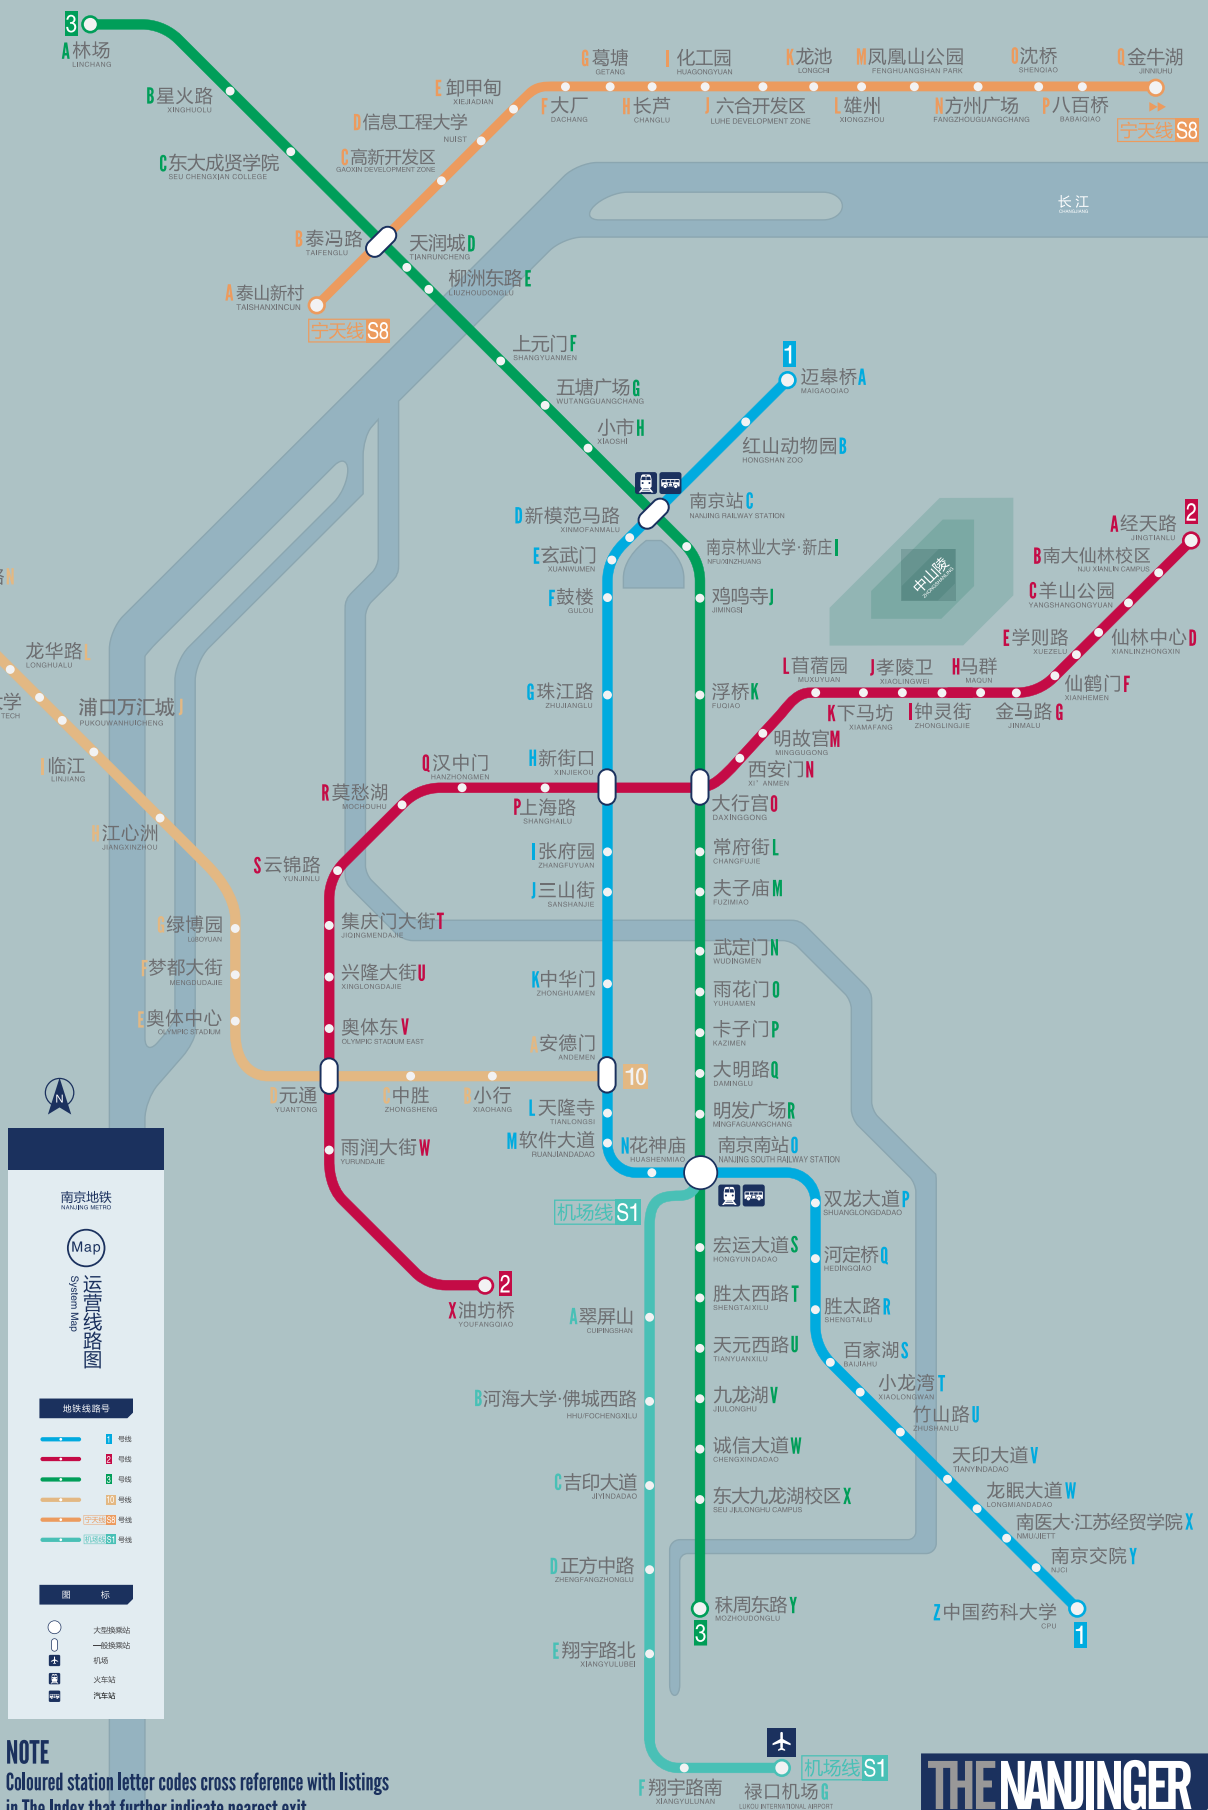 3
A林场
LINCHANG
B星火路
XINGHUOLU
C东大成贤学院
SEU CHENGXIAN COLLEGE
B泰冯路
TAIFENGLU
A泰山新村
TAISHANXINCUN
宁天线S8
C高新开发区
GAOXIN DEVELOPMENT ZONE
D信息工程大学
NUIST
E卸甲甸
XIEJIADIAN
F大厂
DACHANG
G葛塘
GETANG
H长芦
CHANGLU
I化工园
HUAGONGYUAN
J六合开发区
LUHE DEVELOPMENT ZONE
K龙池
LONGCHI
L雄州
XIONGZHOU
M凤凰山公园
FENGHUANGSHAN PARK
N方州广场
FANGZHOUGUANGCHANG
O沈桥
SHENQIAO
P八百桥
BABAIQIAO
Q金牛湖
JINNIUHU
宁天线S8
长江
CHANGJIANG
天润城D
TIANRUNCHENG
柳洲东路E
LIUZHOUDONGLU
上元门F
SHANGYUANMEN
五塘广场G
WUTANGGUANGCHANG
小市H
XIAOSHI
1
迈皋桥A
MAIGAOQIAO
红山动物园B
HONGSHAN ZOO
南京站C
NANJING RAILWAY STATION
D新模范马路
XINMOFANMALU
E玄武门
XUANWUMEN
F鼓楼
GULOU
G珠江路
ZHUJIANGLU
H新街口
XINJIEKOU
I张府园
ZHANGFUYUAN
J三山街
SANSHANJIE
K中华门
ZHONGHUAMEN
安德门
ANDEMEN
10
L天隆寺
TIANLONGSI
M软件大道
RUANJIANDADAO
N花神庙
HUASHENMIAO
南京南站O
NANJING SOUTH RAILWAY STATION
南京林业大学·新庄I
NFU/XINZHUANG
鸡鸣寺J
JIMINGSI
浮桥K
FUQIAO
大行宫O
DAXINGGONG
常府街L
CHANGFUJIE
夫子庙M
FUZIMIAO
武定门N
WUDINGMEN
雨花门O
YUHUAMEN
卡子门P
KAZIMEN
大明路Q
DAMINGLU
明发广场R
MINGFAGUANGCHANG
中山陵
ZHONGSHANLING
2
A经天路
JINGTIANLU
B南大仙林校区
NJU XIANLIN CAMPUS
C羊山公园
YANGSHANGONGYUAN
仙林中心D
XIANLINZHONGXIN
E学则路
XUEZELU
仙鹤门F
XIANHEMEN
金马路G
JINMALU
H马群
MAQUN
I钟灵街
ZHONGLINGJIE
J孝陵卫
XIAOLINGWEI
K下马坊
XIAMAFANG
L苜蓿园
MUXUYUAN
明故宫M
MINGGUGONG
西安门N
XI'ANMEN
P上海路
SHANGHAILU
Q汉中门
HANZHONGMEN
R莫愁湖
MOCHOUHU
S云锦路
YUNJINLU
集庆门大街T
JIQINGMENDAJIE
兴隆大街U
XINGLONGDAJIE
奥体东V
OLYMPIC STADIUM EAST
元通
YUANTONG
雨润大街W
YURUNDAJIE
2
X油坊桥
YOUFANGQIAO
龙华路
LONGHUALU
学
TECH
浦口万汇城
PUKOUWANHUICHENG
临江
LINJIANG
江心洲
JIANGXINZHOU
绿博园
LüBOYUAN
F梦都大街
MENGDUDAJIE
E奥体中心
OLYMPIC STADIUM
C中胜
ZHONGSHENG
小行
XIAOHANG
机场线S1
A翠屏山
CUIPINGSHAN
B河海大学·佛城西路
HHU/FOCHENGXILU
C吉印大道
JIYINDADAO
D正方中路
ZHENGFANGZHONGLU
E翔宇路北
XIANGYULUBEI
F翔宇路南
XIANGYULUNAN
禄口机场G
LUKOU INTERNATIONAL AIRPORT
机场线S1
宏运大道S
HONGYUNDADAO
胜太西路T
SHENGTAIXILU
天元西路U
TIANYUANXILU
九龙湖V
JIULONGHU
诚信大道W
CHENGXINDADAO
东大九龙湖校区X
SEU JIULONGHU CAMPUS
秣周东路Y
MOZHOUDONGLU
3
双龙大道P
SHUANGLONGDADAO
河定桥Q
HEDINGQIAO
胜太路R
SHENGTAILU
百家湖S
BAIJIAHU
小龙湾T
XIAOLONGWAN
竹山路U
ZHUSHANLU
天印大道V
TIANYINDADAO
龙眠大道W
LONGMIANDADAO
南医大·江苏经贸学院X
NMU/JIETT
南京交院Y
NJCI
Z中国药科大学
CPU
1
N
南京地铁
NANJING METRO
Map
运营线路图
System Map
地铁线路号
1 号线
2 号线
3 号线
10 号线
宁天线S8 号线
机场线S1 号线
图 标
大型换乘站
一般换乘站
机场
火车站
汽车站
NOTE
Coloured station letter codes cross reference with listings
in The Index that further indicate nearest exit
THE NANJINGER